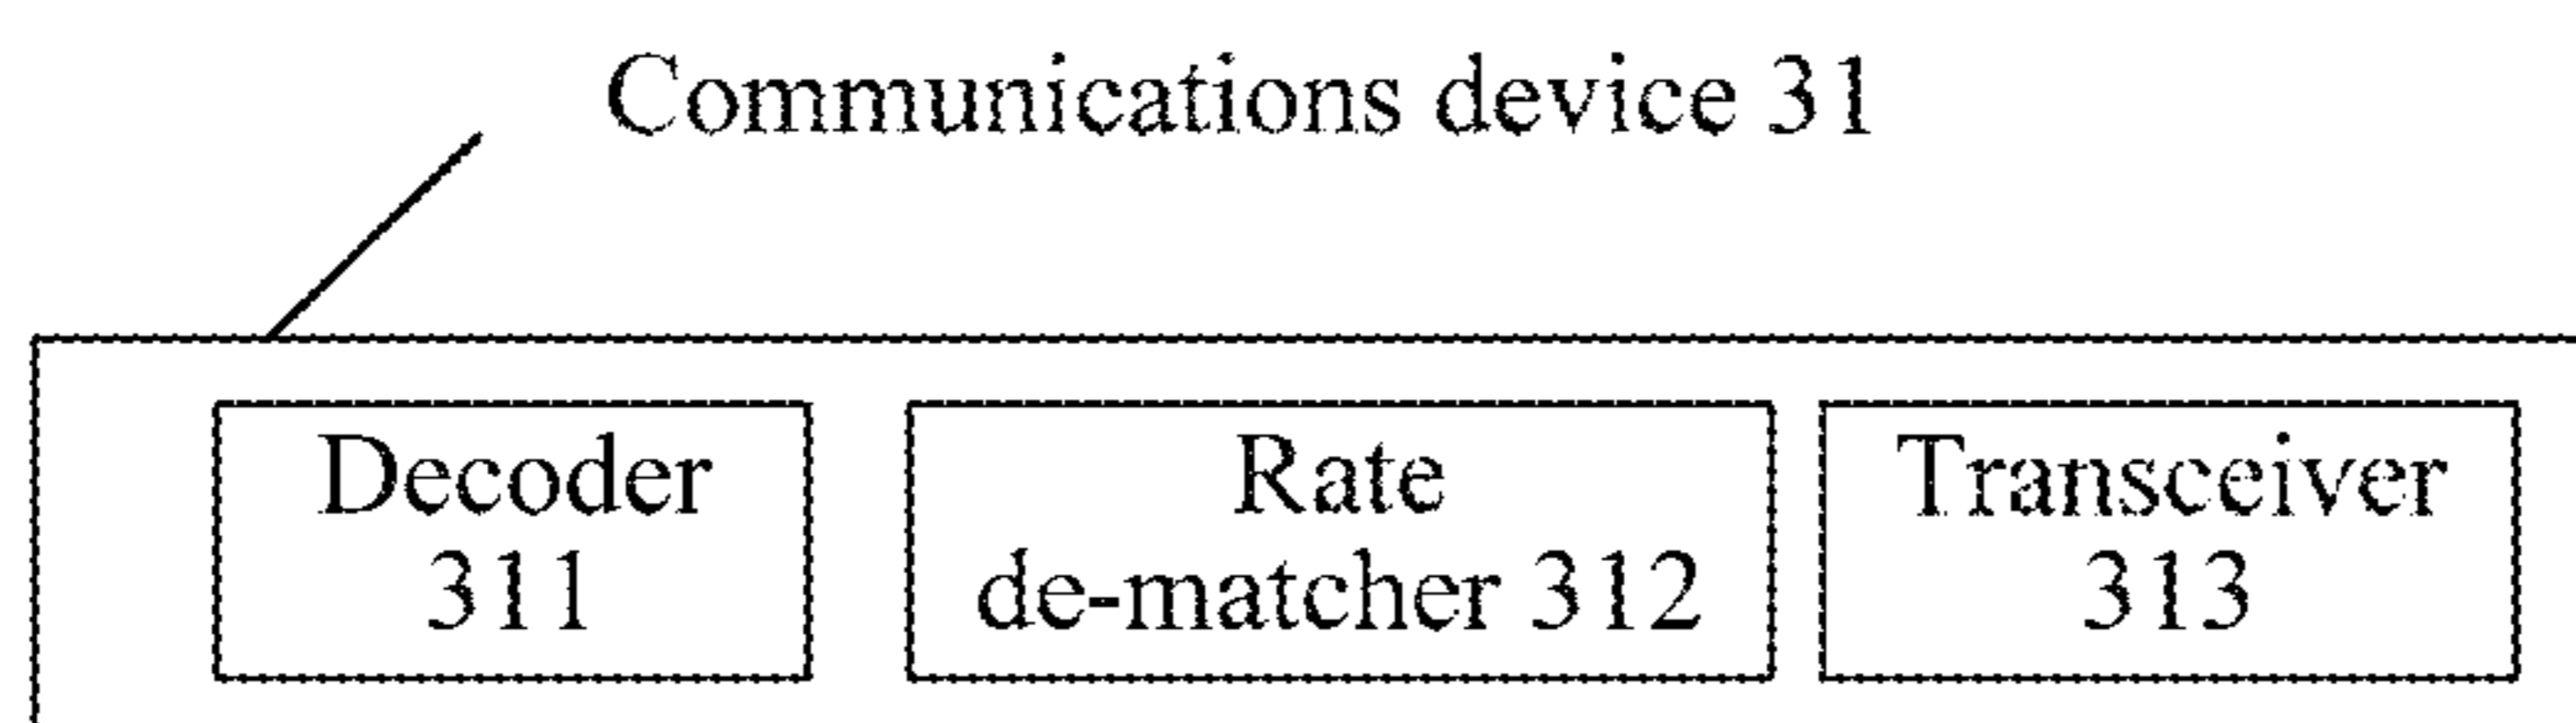 Communications device 31
Decoder
311
Rate
de-matcher 312
Transceiver
313